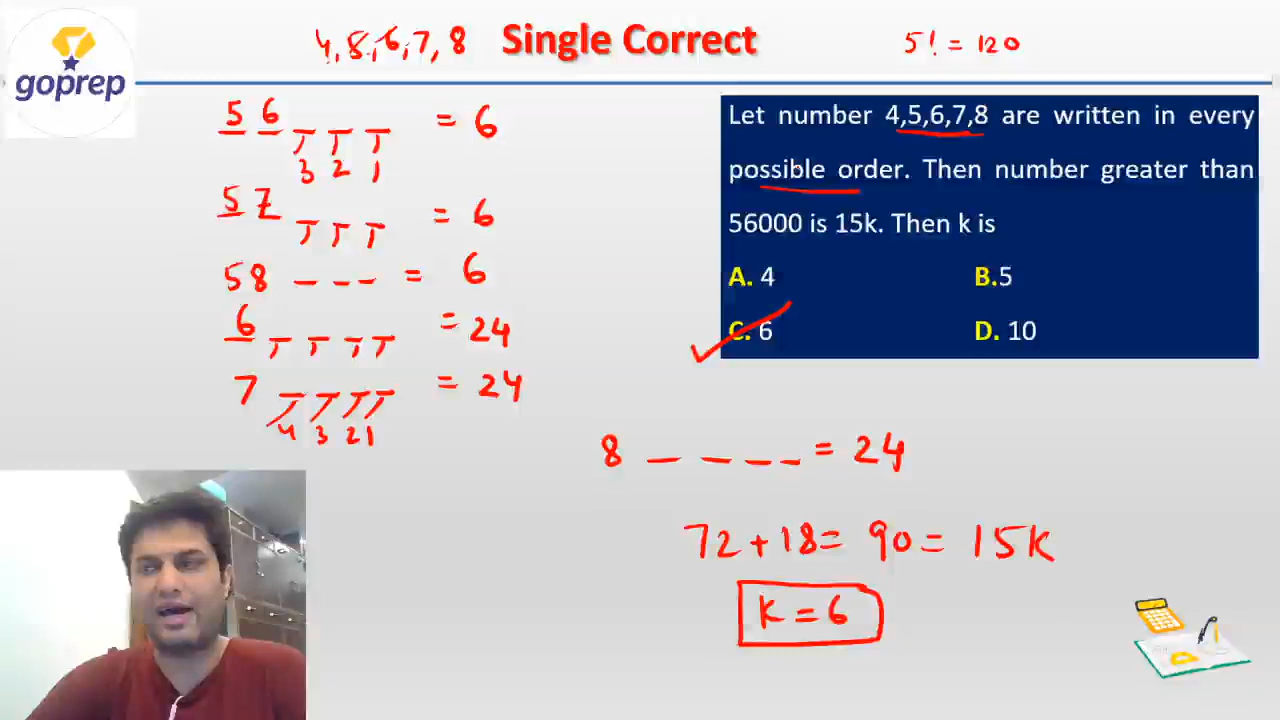 4, 5, 6, 7, 8 Single Correct 5! = 120
goprep
5 6 _ _ _ = 6
3 2 1
5 7 _ _ _ = 6
58 _ _ _ = 6
6 _ _ _ _ = 24
7 _ _ _ _ = 24
4 3 2 1
Let number 4,5,6,7,8 are written in every
possible order. Then number greater than
56000 is 15k. Then k is
A. 4 B.5
C. 6 D. 10
8 _ _ _ _ = 24
72 + 18 = 90 = 15K
K = 6